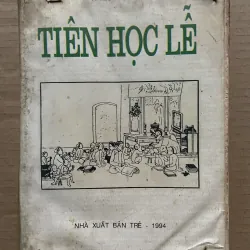 TIÊN HỌC LỄ
NHÀ XUẤT BẢN TRẺ - 1994